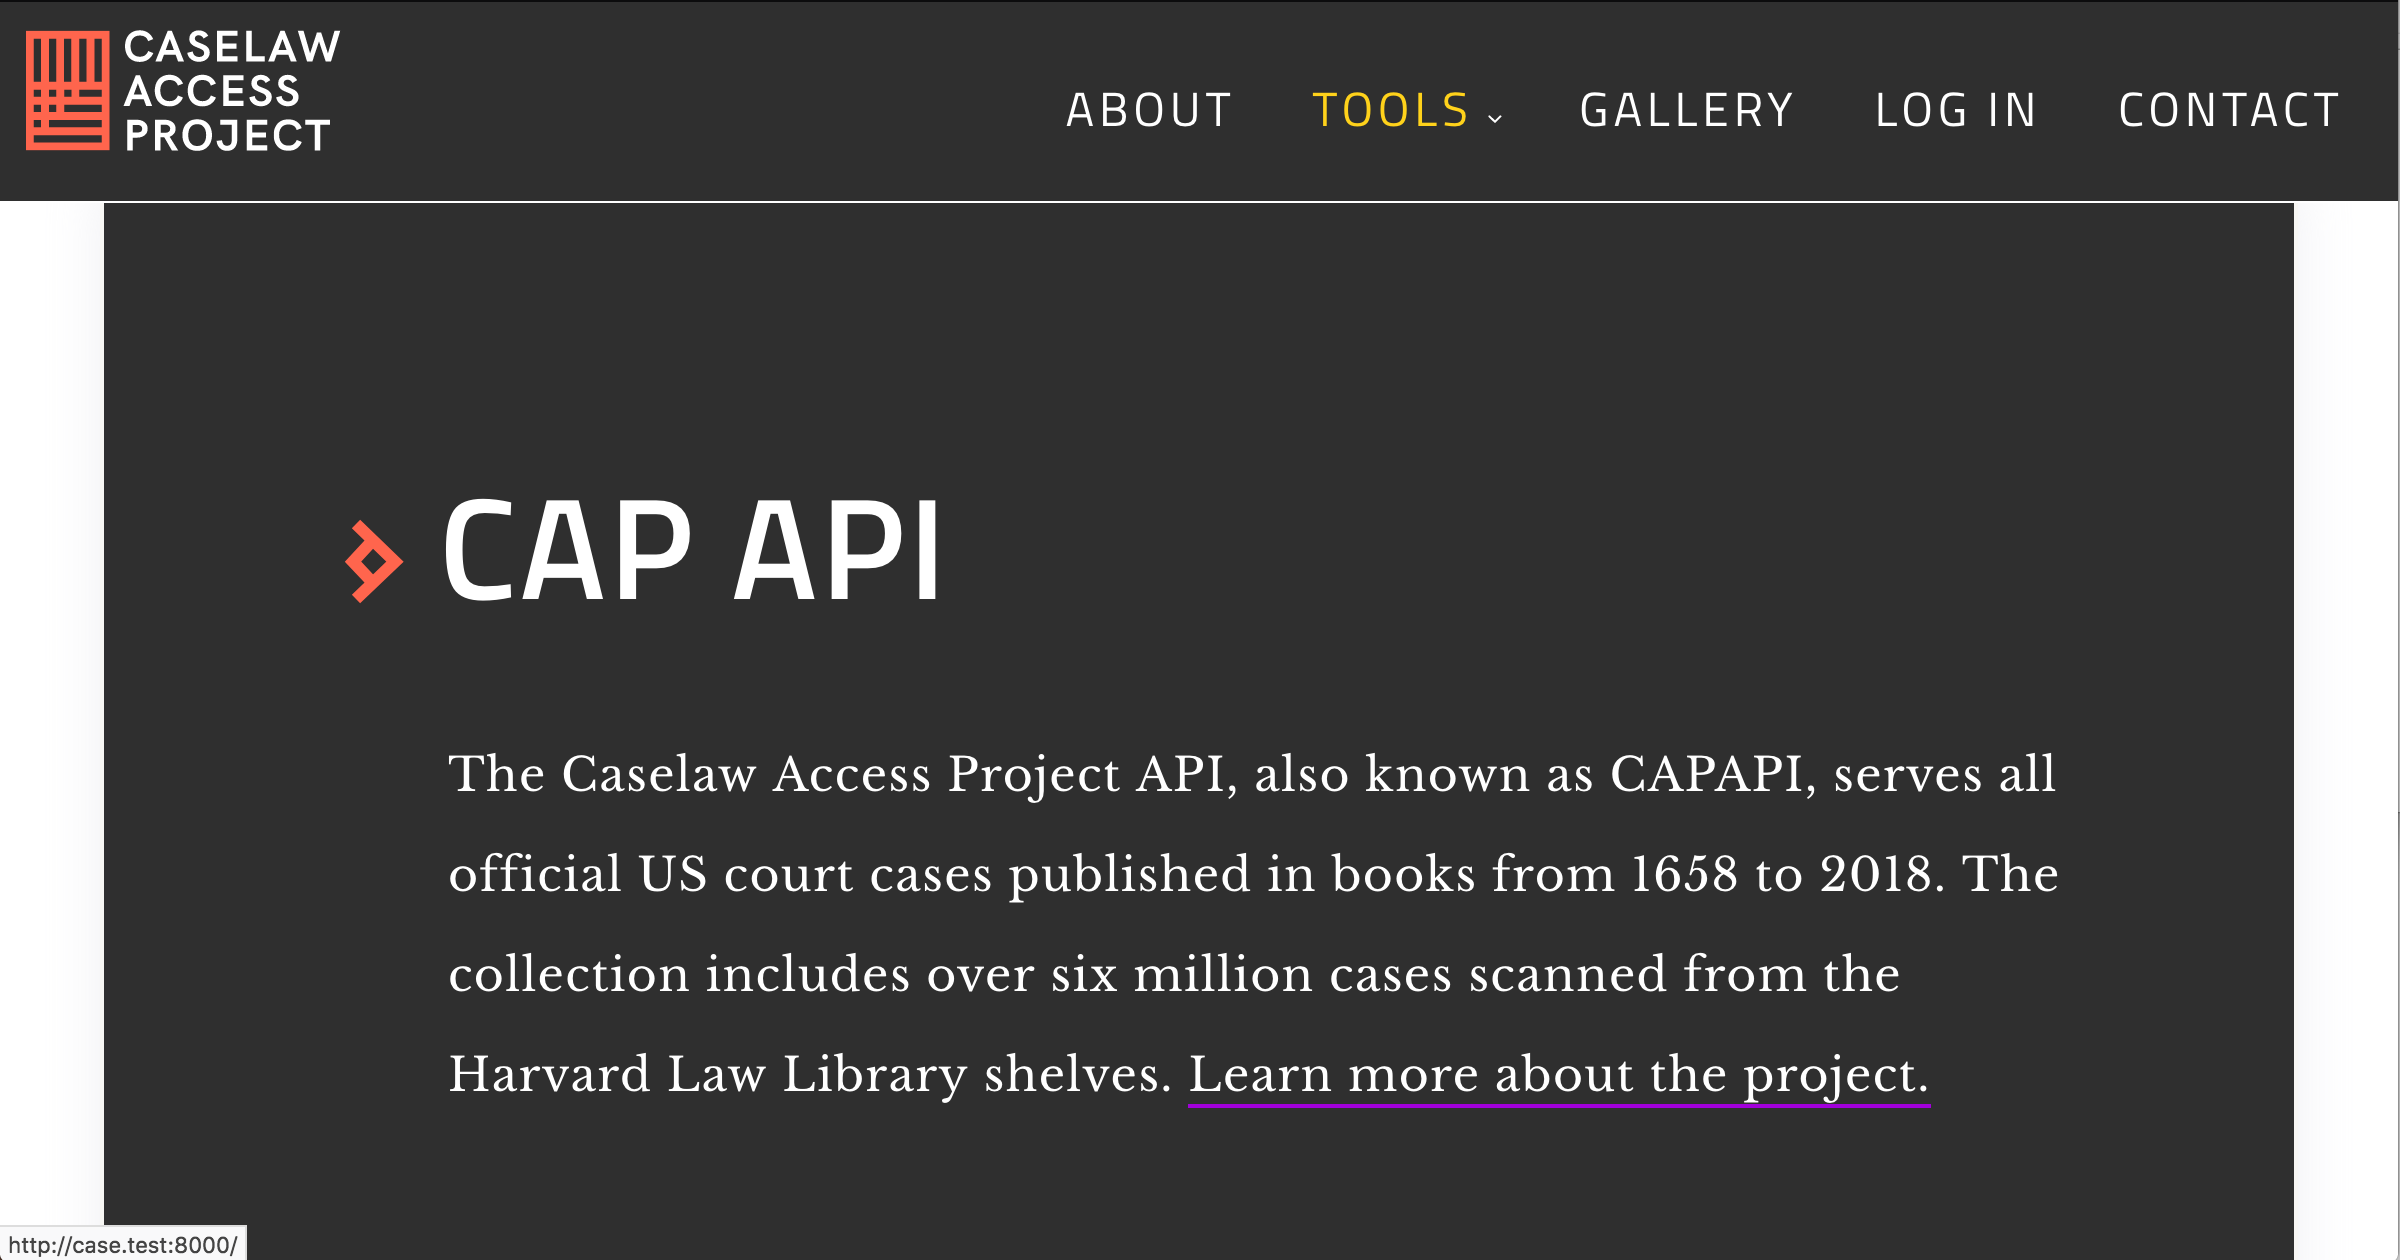 CASELAW
ACCESS
PROJECT
ABOUT TOOLS GALLERY LOG IN CONTACT
CAP API
The Caselaw Access Project API, also known as CAPAPI, serves all
official US court cases published in books from 1658 to 2018. The
collection includes over six million cases scanned from the
Harvard Law Library shelves. Learn more about the project.
http://case.test:8000/